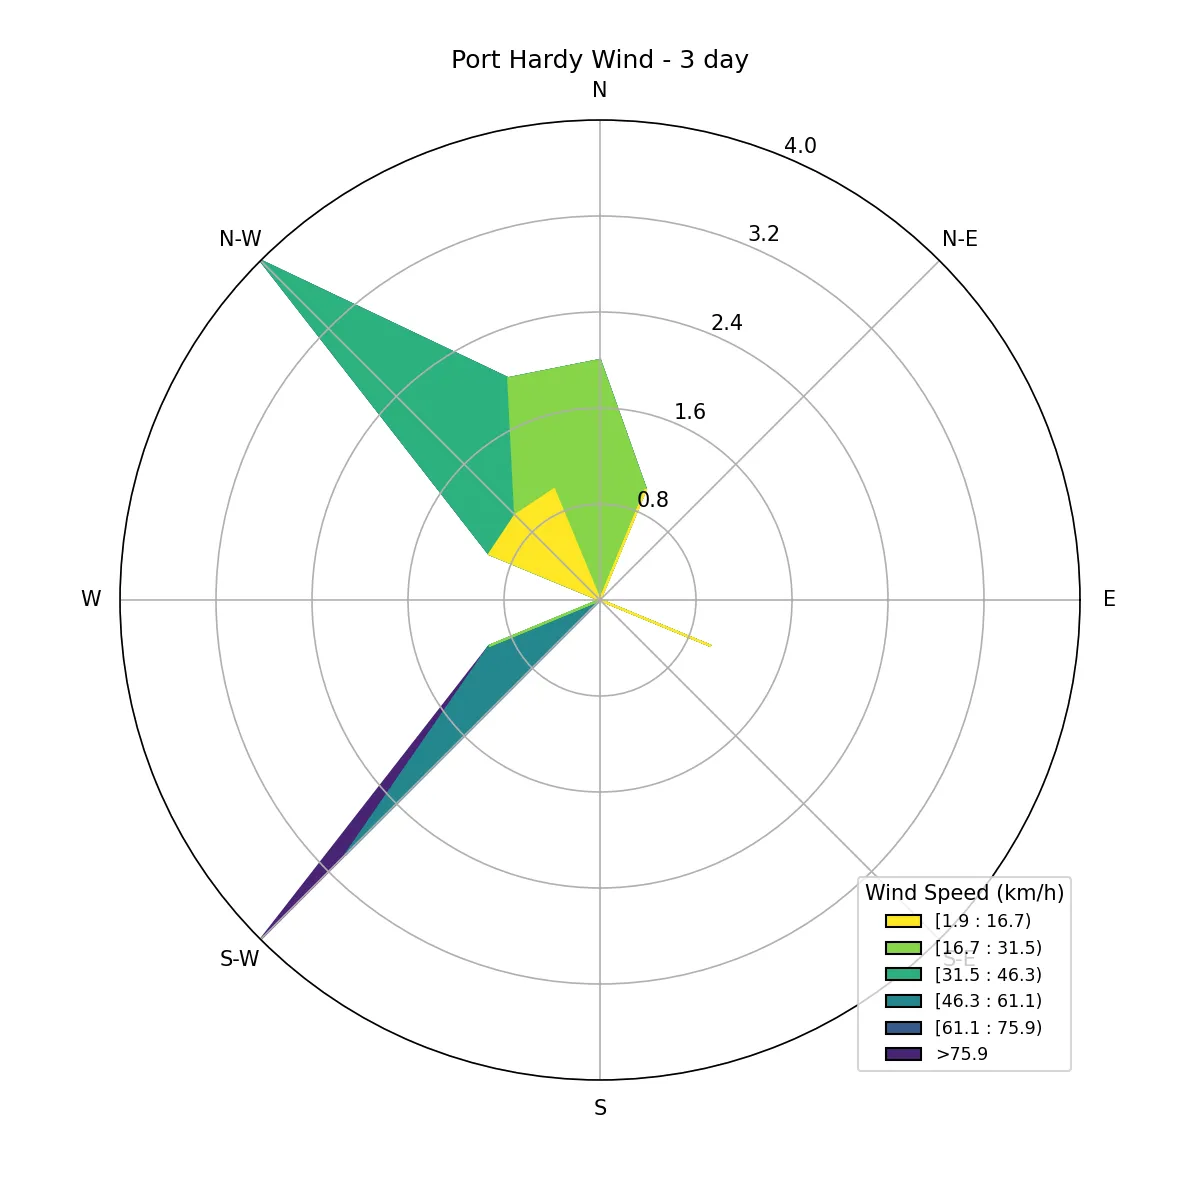 Port Hardy Wind - 3 day
N
4.0
N-W
3.2
N-E
2.4
1.6
0.8
W
E
S-W
S-E
S
Wind Speed (km/h)
[1.9 : 16.7)
[16.7 : 31.5)
[31.5 : 46.3)
[46.3 : 61.1)
[61.1 : 75.9)
>75.9